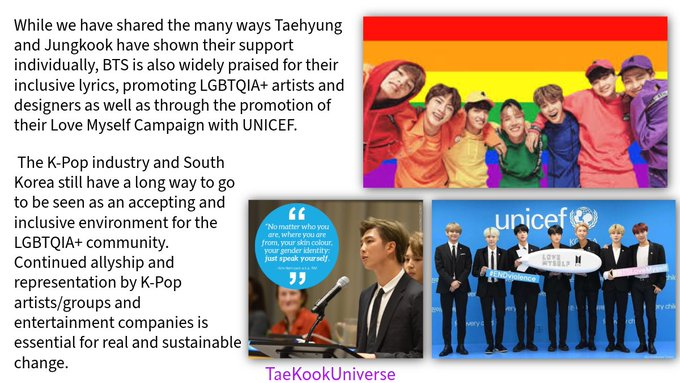 While we have shared the many ways Taehyung
and Jungkook have shown their support
individually, BTS is also widely praised for their
inclusive lyrics, promoting LGBTQIA+ artists and
designers as well as through the promotion of
their Love Myself Campaign with UNICEF.
The K-Pop industry and South
Korea still have a long way to go
to be seen as an accepting and
inclusive environment for the
LGBTQIA+ community.
Continued allyship and
representation by K-Pop
artists/groups and
entertainment companies is
essential for real and sustainable
change.
"No matter who you
are, where you are
from, your skin colour,
your gender identity:
just speak yourself.
unicef
LOVE
MYSELF
#ENDviolence
TaeKookUniverse